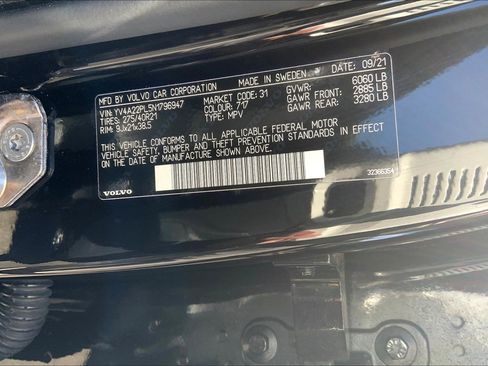 MFD BY VOLVO CAR CORPORATION MADE IN SWEDEN DATE: 09/21
VIN: YV4A22PL5N1796947 MARKET CODE: 31 GVWR: 6060 LB
TIRES: 275/40R21 COLOUR: 717 GAWR FRONT: 2885 LB
RIM: 9Jx21x38.5 TYPE: MPV GAWR REAR: 3280 LB
THIS VEHICLE CONFORMS TO ALL APPLICABLE FEDERAL MOTOR
VEHICLE SAFETY, BUMPER AND THEFT PREVENTION STANDARDS IN
EFFECT ON THE DATE OF MANUFACTURE SHOWN ABOVE.
VOLVO 32366354